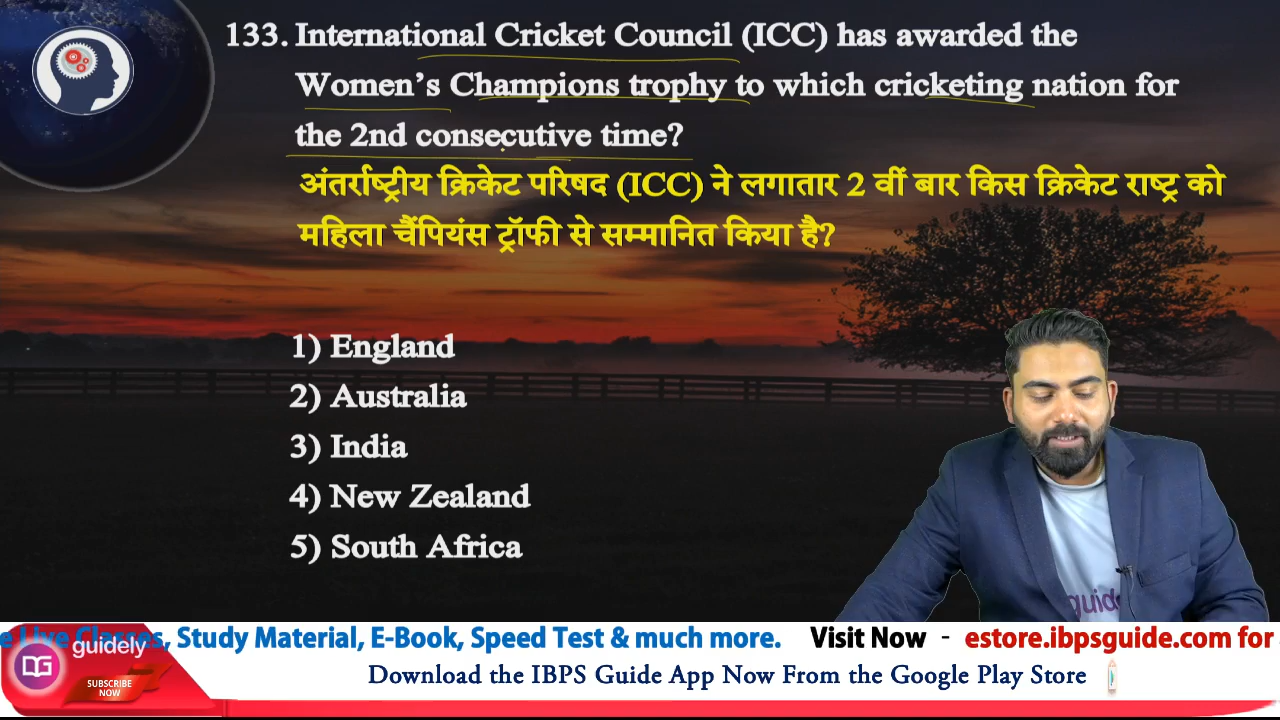 133. International Cricket Council (ICC) has awarded the
Women's Champions trophy to which cricketing nation for
the 2nd consecutive time?
अंतर्राष्ट्रीय क्रिकेट परिषद (ICC) ने लगातार 2 वीं बार किस क्रिकेट राष्ट्र को
महिला चैंपियंस ट्रॉफी से सम्मानित किया है?
1) England
2) Australia
3) India
4) New Zealand
5) South Africa
guid
e Live Classes, Study Material, E-Book, Speed Test & much more. Visit Now - estore.ibpsguide.com for
guidely
SUBSCRIBE
NOW
Download the IBPS Guide App Now From the Google Play Store